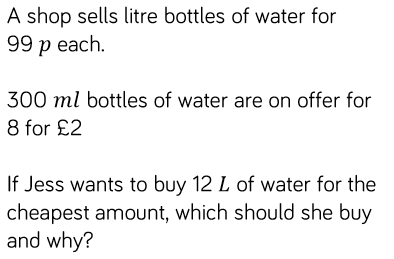 A shop sells litre bottles of water for
99 p each.
300 ml bottles of water are on offer for
8 for £2
If Jess wants to buy 12 L of water for the
cheapest amount, which should she buy
and why?